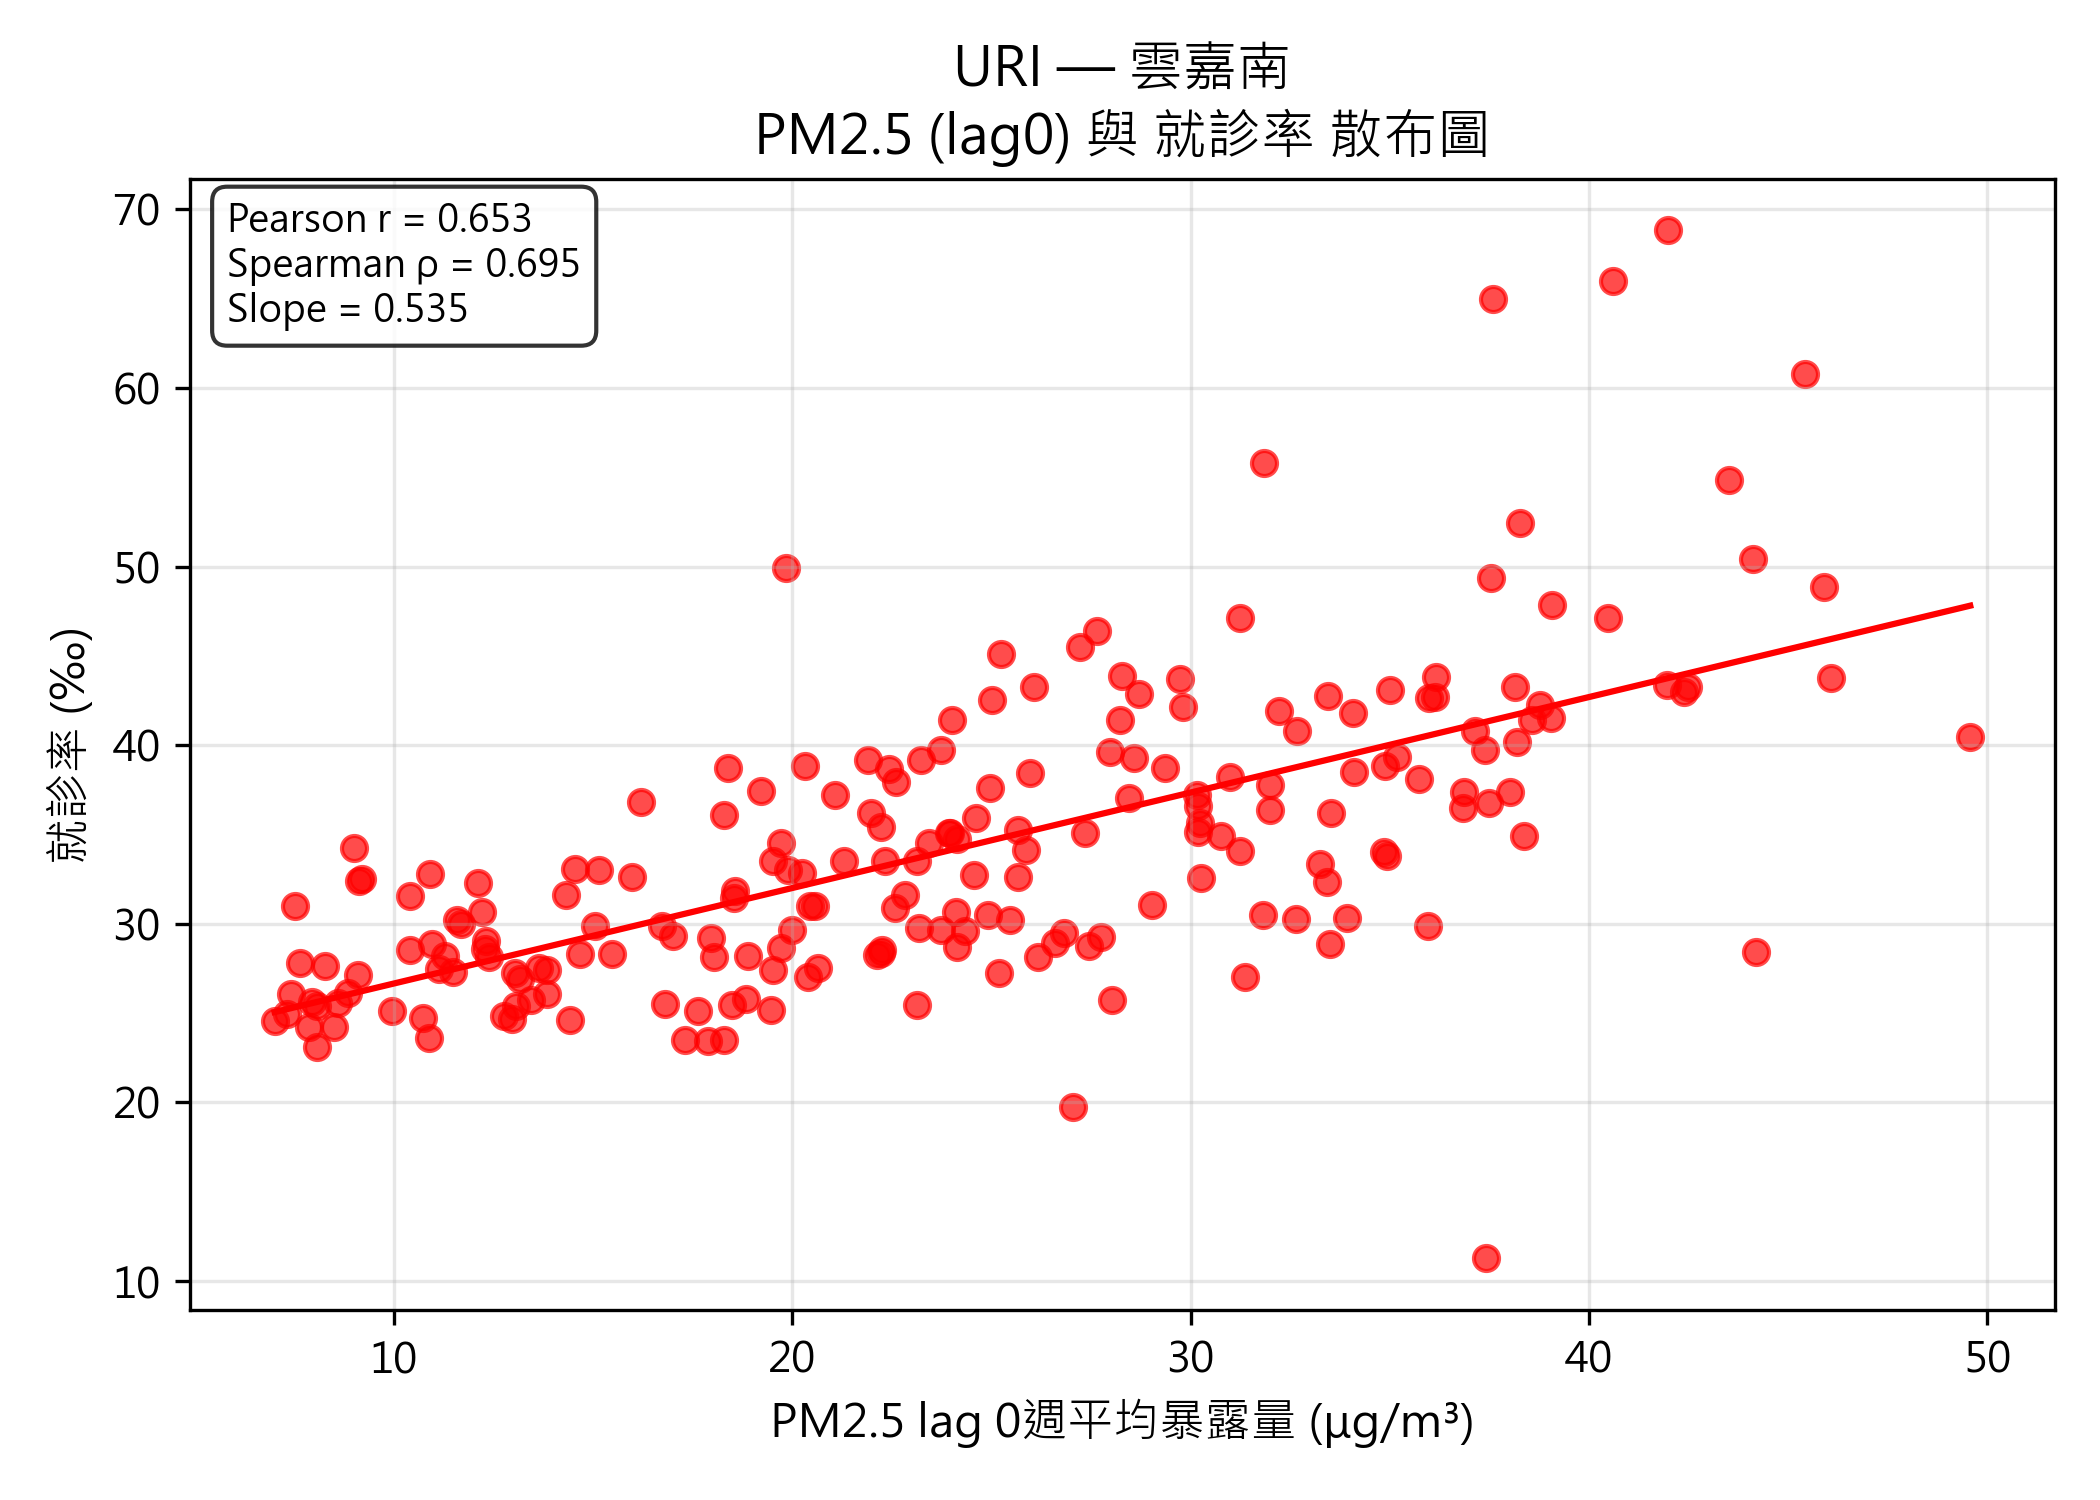 URI — 雲嘉南
PM2.5 (lag0) 與 就診率 散布圖
Pearson r = 0.653
Spearman ρ = 0.695
Slope = 0.535
70
60
50
40
30
20
10
就診率 (‰)
10 20 30 40 50
PM2.5 lag 0週平均暴露量 (μg/m³)